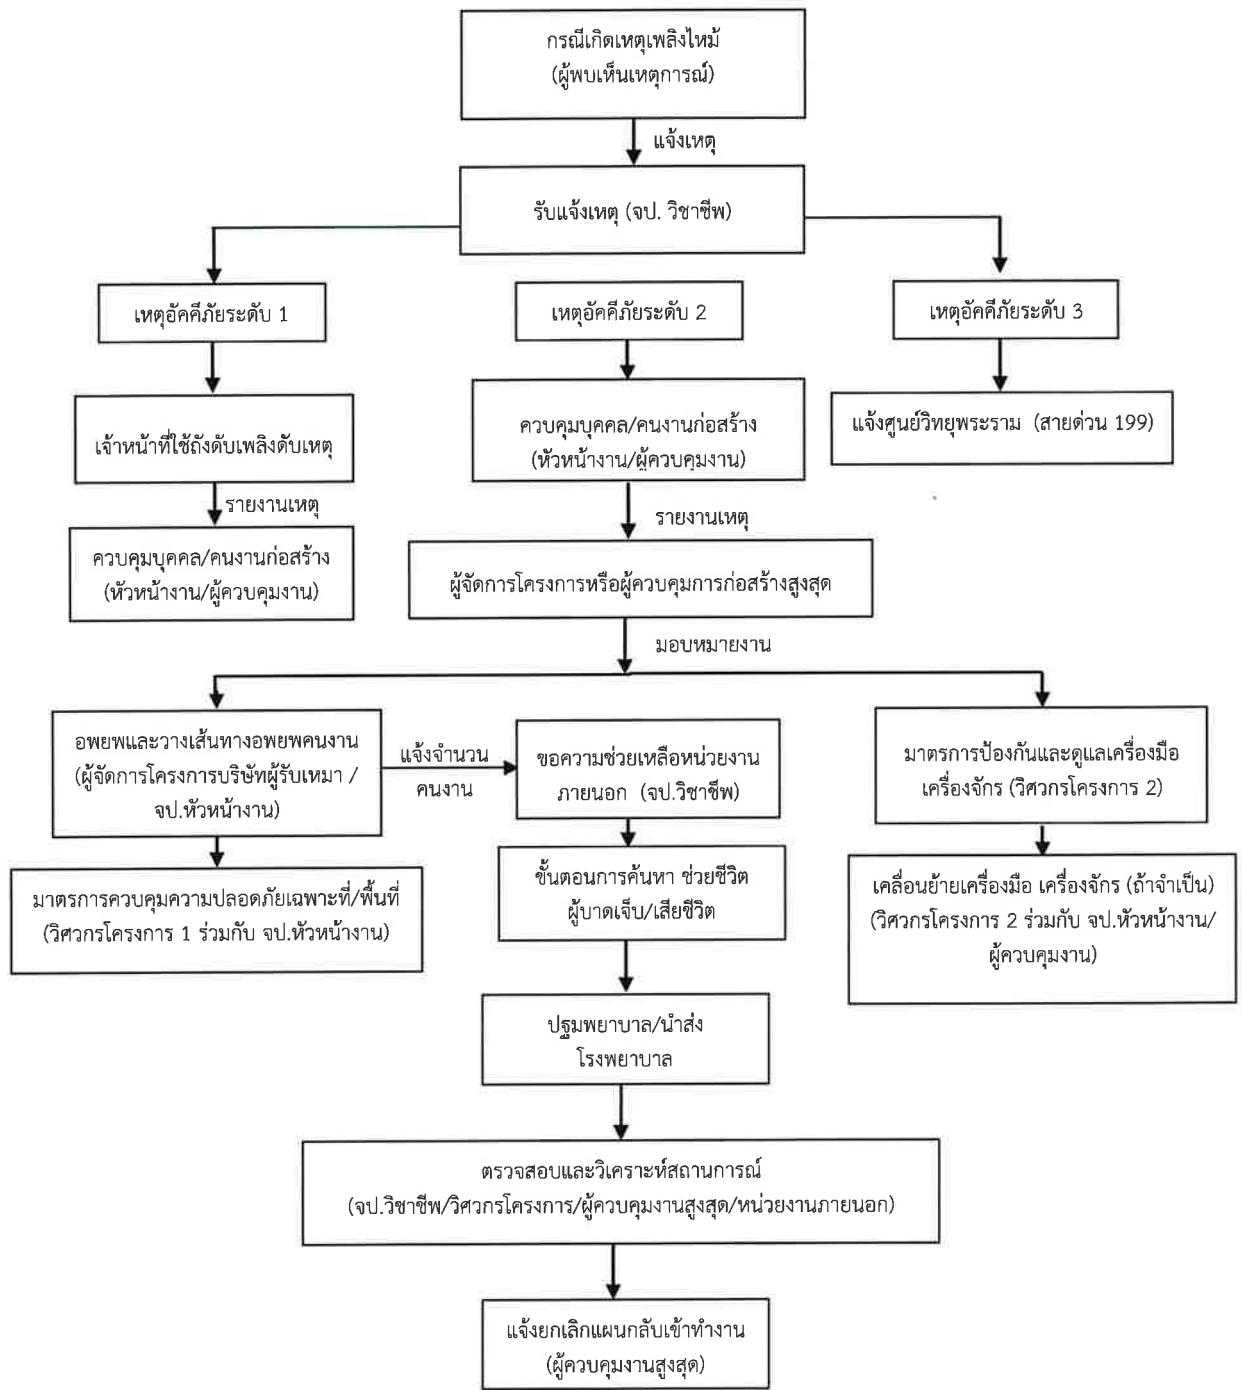 กรณีเกิดเหตุเพลิงไหม้
(ผู้พบเห็นเหตุการณ์)
แจ้งเหตุ
รับแจ้งเหตุ (จป. วิชาชีพ)
เหตุอัคคีภัยระดับ 1
เหตุอัคคีภัยระดับ 2
เหตุอัคคีภัยระดับ 3
เจ้าหน้าที่ใช้ถังดับเพลิงดับเหตุ
ควบคุมบุคคล/คนงานก่อสร้าง
(หัวหน้างาน/ผู้ควบคุมงาน)
แจ้งศูนย์วิทยุพระราม (สายด่วน 199)
รายงานเหตุ
ควบคุมบุคคล/คนงานก่อสร้าง
(หัวหน้างาน/ผู้ควบคุมงาน)
รายงานเหตุ
ผู้จัดการโครงการหรือผู้ควบคุมการก่อสร้างสูงสุด
มอบหมายงาน
อพยพและวางเส้นทางอพยพคนงาน
(ผู้จัดการโครงการบริษัทผู้รับเหมา /
จป.หัวหน้างาน)
แจ้งจำนวน
คนงาน
ขอความช่วยเหลือหน่วยงาน
ภายนอก (จป.วิชาชีพ)
มาตรการป้องกันและดูแลเครื่องมือ
เครื่องจักร (วิศวกรโครงการ 2)
มาตรการควบคุมความปลอดภัยเฉพาะที่/พื้นที่
(วิศวกรโครงการ 1 ร่วมกับ จป.หัวหน้างาน)
ขั้นตอนการค้นหา ช่วยชีวิต
ผู้บาดเจ็บ/เสียชีวิต
เคลื่อนย้ายเครื่องมือ เครื่องจักร (ถ้าจำเป็น)
(วิศวกรโครงการ 2 ร่วมกับ จป.หัวหน้างาน/
ผู้ควบคุมงาน)
ปฐมพยาบาล/นำส่ง
โรงพยาบาล
ตรวจสอบและวิเคราะห์สถานการณ์
(จป.วิชาชีพ/วิศวกรโครงการ/ผู้ควบคุมงานสูงสุด/หน่วยงานภายนอก)
แจ้งยกเลิกแผนกลับเข้าทำงาน
(ผู้ควบคุมงานสูงสุด)